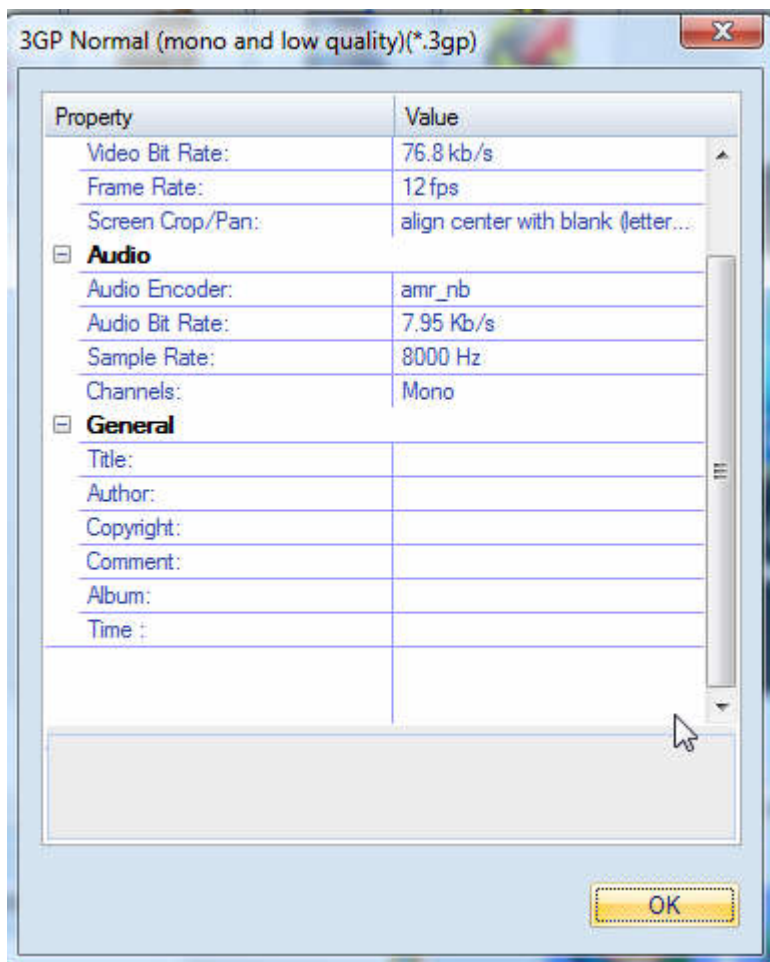 3GP Normal (mono and low quality)(*.3gp)
Property Value
Video Bit Rate: 76.8 kb/s
Frame Rate: 12 fps
Screen Crop/Pan: align center with blank (letter...
Audio
Audio Encoder: amr_nb
Audio Bit Rate: 7.95 Kb/s
Sample Rate: 8000 Hz
Channels: Mono
General
Title:
Author:
Copyright:
Comment:
Album:
Time :
OK